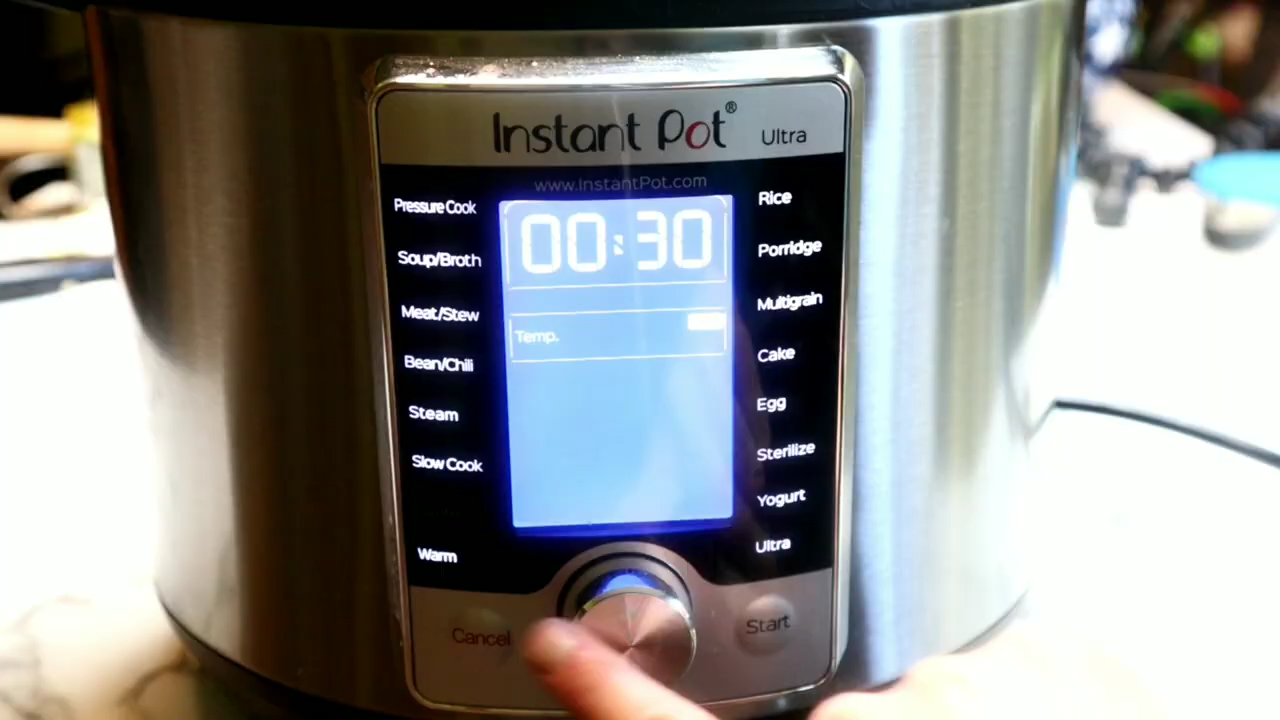 Instant Pot®
Ultra
www.InstantPot.com
Pressure Cook
Soup/Broth
Meat/Stew
Bean/Chili
Steam
Slow Cook
Warm
00:30
Temp.
Rice
Porridge
Multigrain
Cake
Egg
Sterilize
Yogurt
Ultra
Cancel
Start